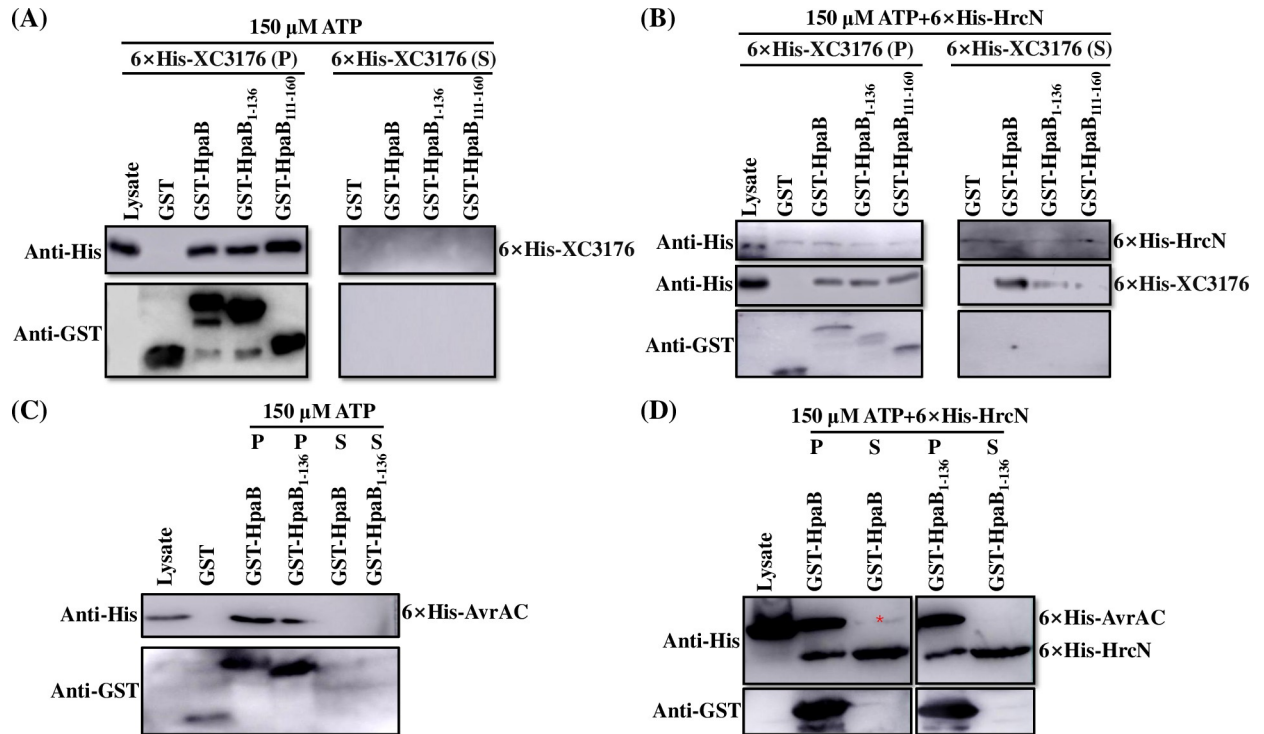 (A)
150 μM ATP
6×His-XC3176 (P)
6×His-XC3176 (S)
Lysate
GST
GST-HpaB
GST-HpaB1-136
GST-HpaB111-160
GST
GST-HpaB
GST-HpaB1-136
GST-HpaB111-160
Anti-His
6×His-XC3176
Anti-GST
(B)
150 μM ATP+6×His-HrcN
6×His-XC3176 (P)
6×His-XC3176 (S)
Lysate
GST
GST-HpaB
GST-HpaB1-136
GST-HpaB111-160
GST
GST-HpaB
GST-HpaB1-136
GST-HpaB111-160
Anti-His
6×His-HrcN
Anti-His
6×His-XC3176
Anti-GST
(C)
150 μM ATP
P P S S
Lysate
GST
GST-HpaB
GST-HpaB1-136
GST-HpaB
GST-HpaB1-136
Anti-His
6×His-AvrAC
Anti-GST
(D)
150 μM ATP+6×His-HrcN
P S P S
Lysate
GST-HpaB
GST-HpaB
GST-HpaB1-136
GST-HpaB1-136
Anti-His
*
6×His-AvrAC
6×His-HrcN
Anti-GST